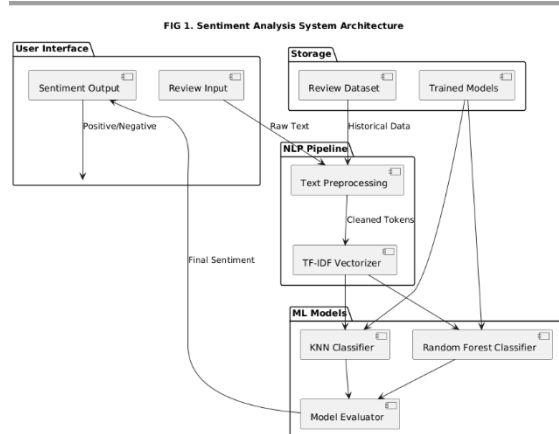 FIG 1. Sentiment Analysis System Architecture
User Interface
Sentiment Output
Review Input
Positive/Negative
Storage
Review Dataset
Trained Models
Raw Text
Historical Data
NLP Pipeline
Text Preprocessing
Cleaned Tokens
TF-IDF Vectorizer
Final Sentiment
ML Models
KNN Classifier
Random Forest Classifier
Model Evaluator